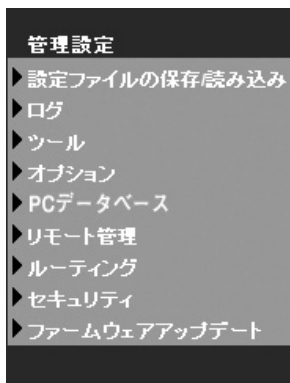 管理設定
設定ファイルの保存/読み込み
ログ
ツール
オプション
PCデータベース
リモート管理
ルーティング
セキュリティ
ファームウェアアップデート